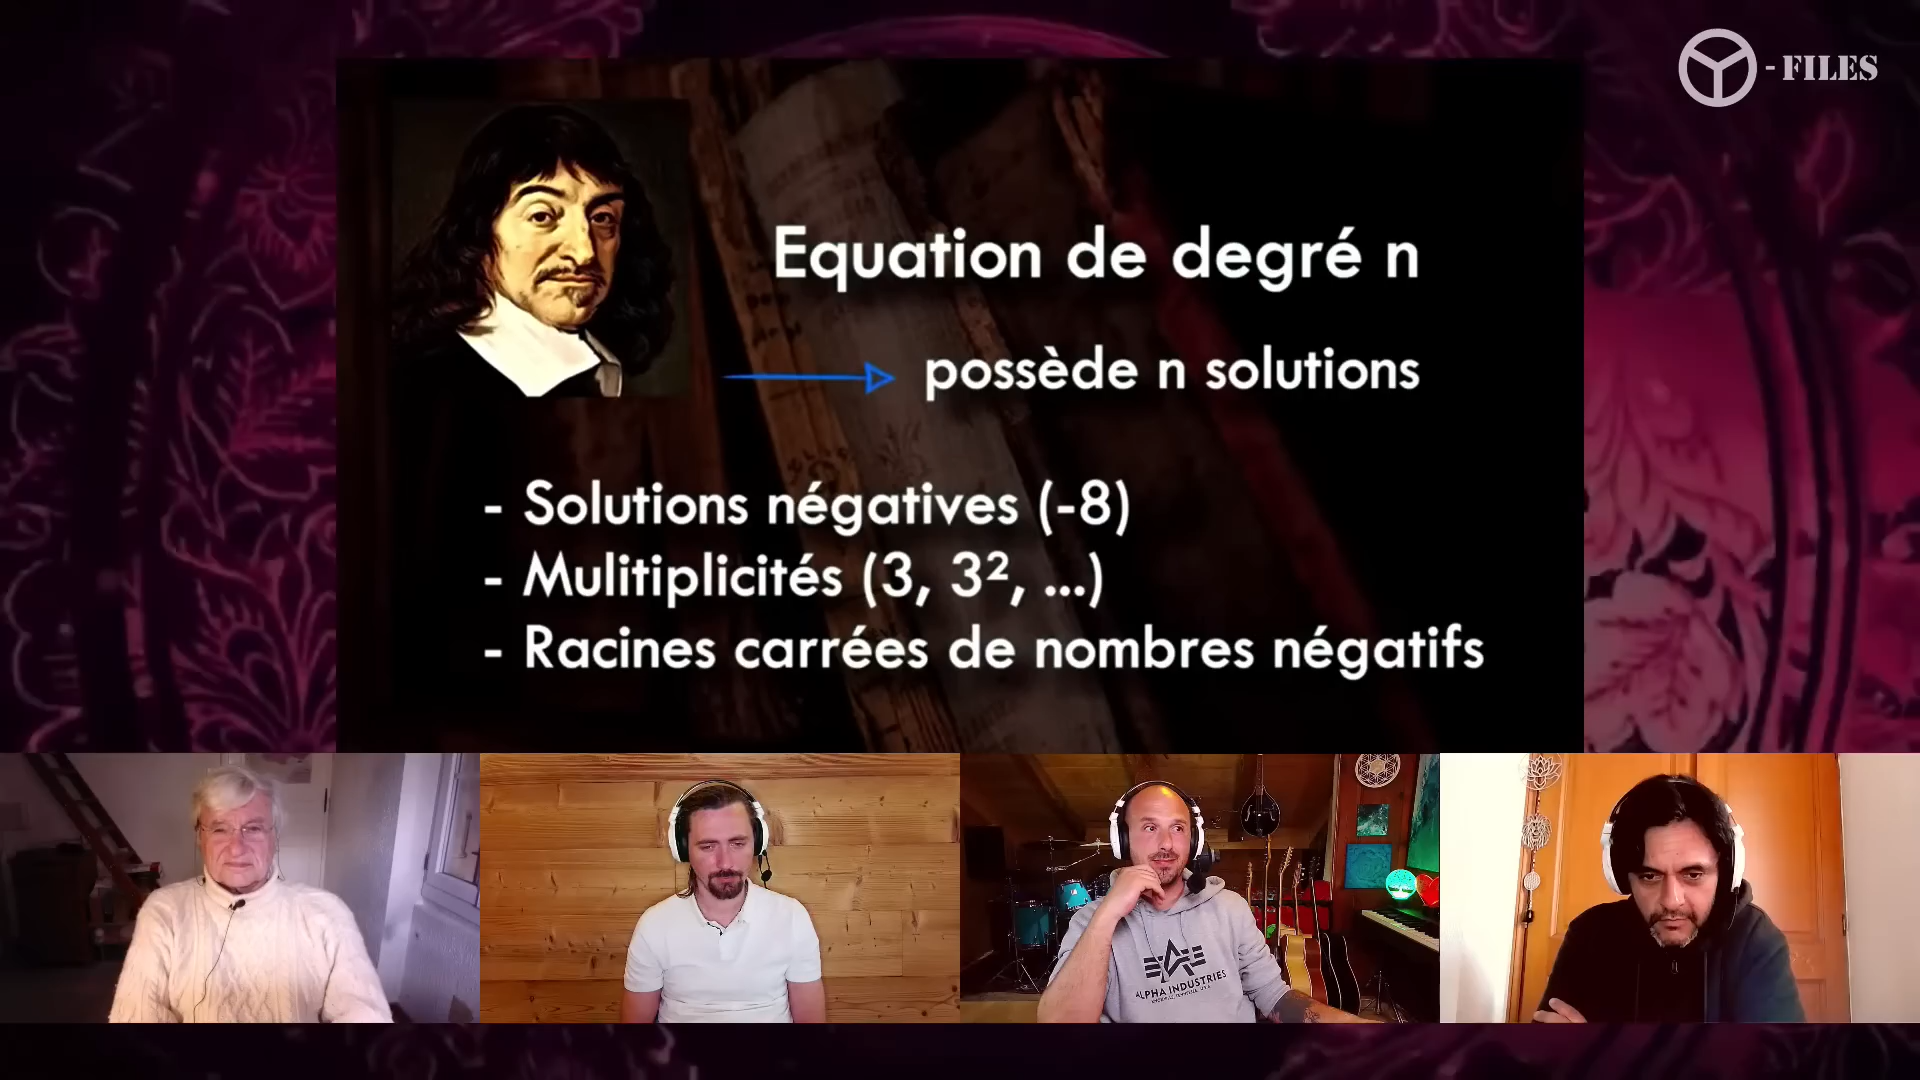 - FILES
Equation de degré n
possède n solutions
- Solutions négatives (-8)
- Mulitiplicités (3, 3², ...)
- Racines carrées de nombres négatifs
ALPHA INDUSTRIES